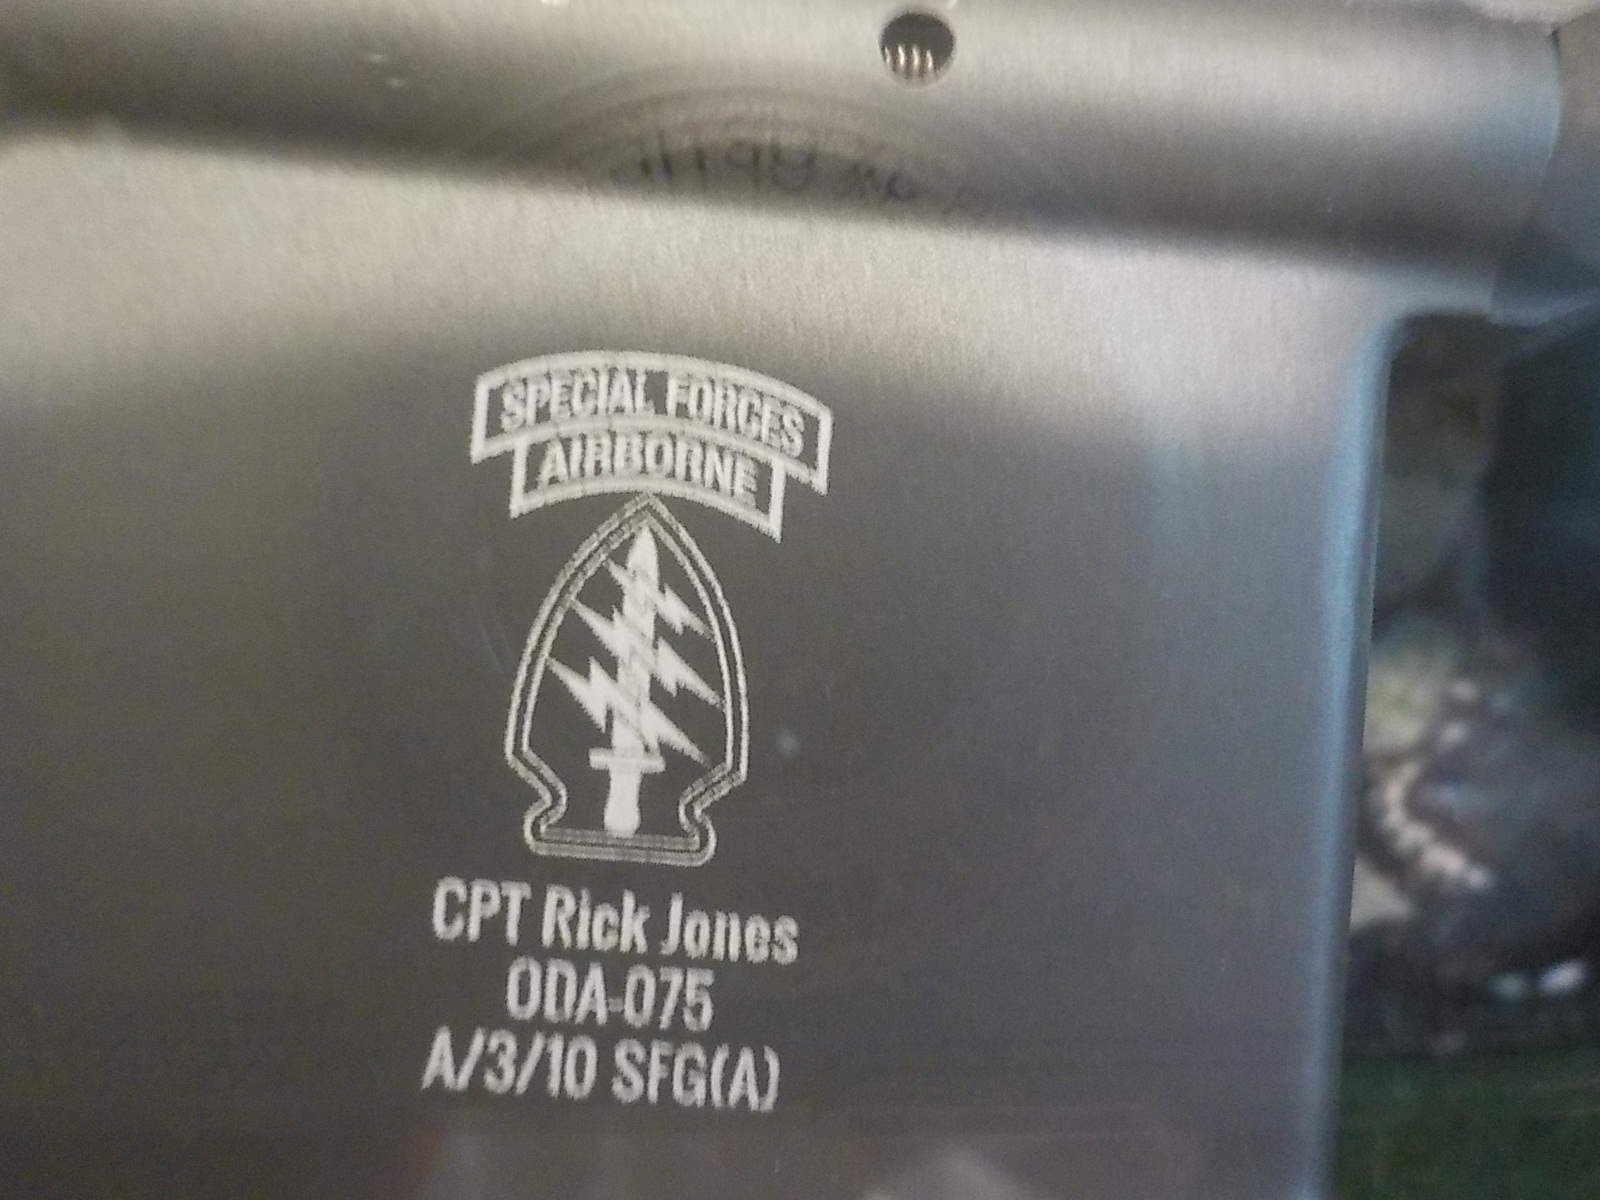 SPECIAL FORCES
AIRBORNE
CPT Rick Jones
ODA-075
A/3/10 SFG(A)